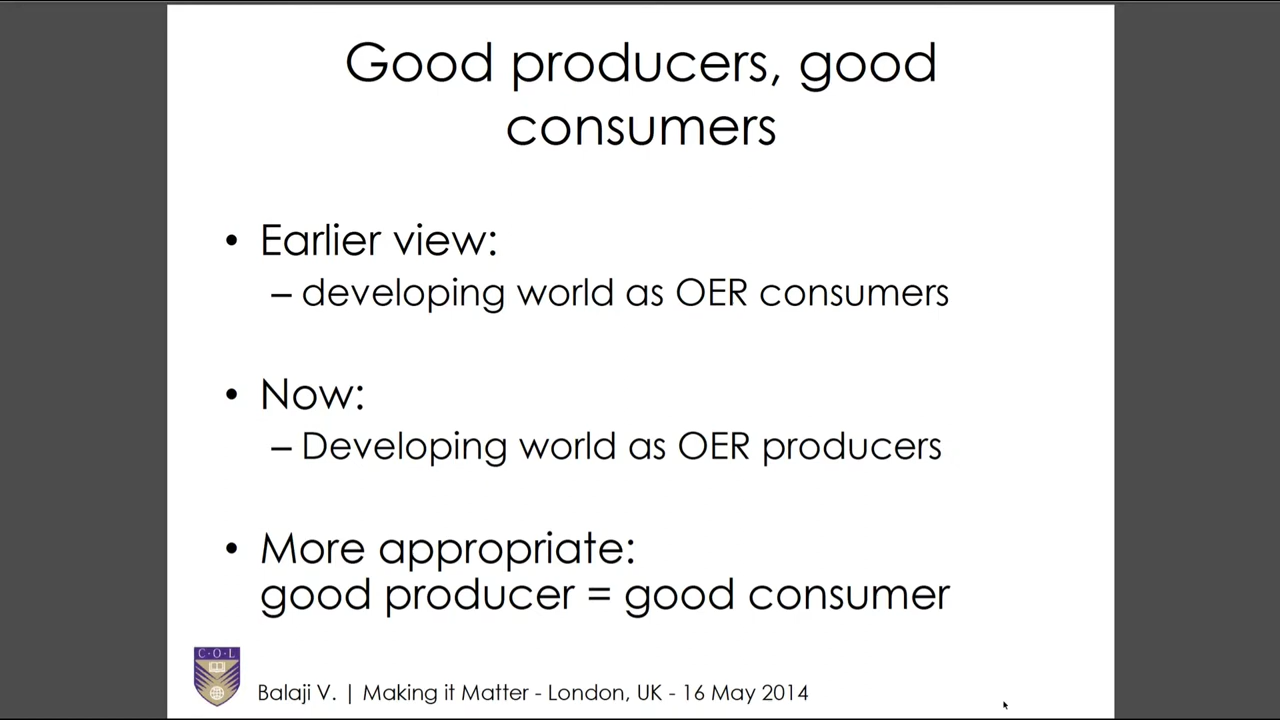 Good producers, good
consumers
• Earlier view:
– developing world as OER consumers
• Now:
– Developing world as OER producers
• More appropriate:
good producer = good consumer
C·O·L
Balaji V. | Making it Matter - London, UK - 16 May 2014